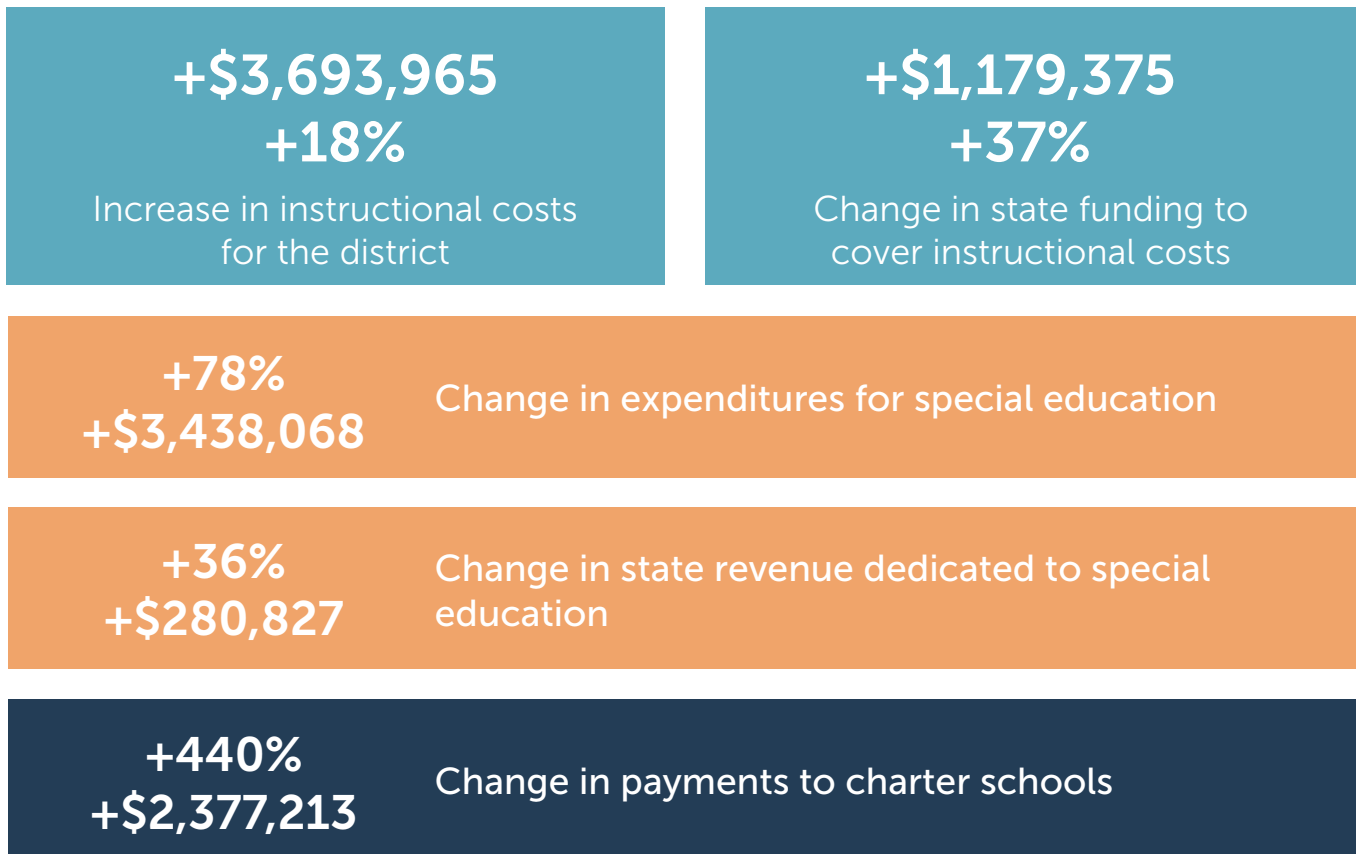 +$3,693,965
+18%
Increase in instructional costs
for the district
+$1,179,375
+37%
Change in state funding to
cover instructional costs
+78%
+$3,438,068
Change in expenditures for special education
+36%
+$280,827
Change in state revenue dedicated to special
education
+440%
+$2,377,213
Change in payments to charter schools